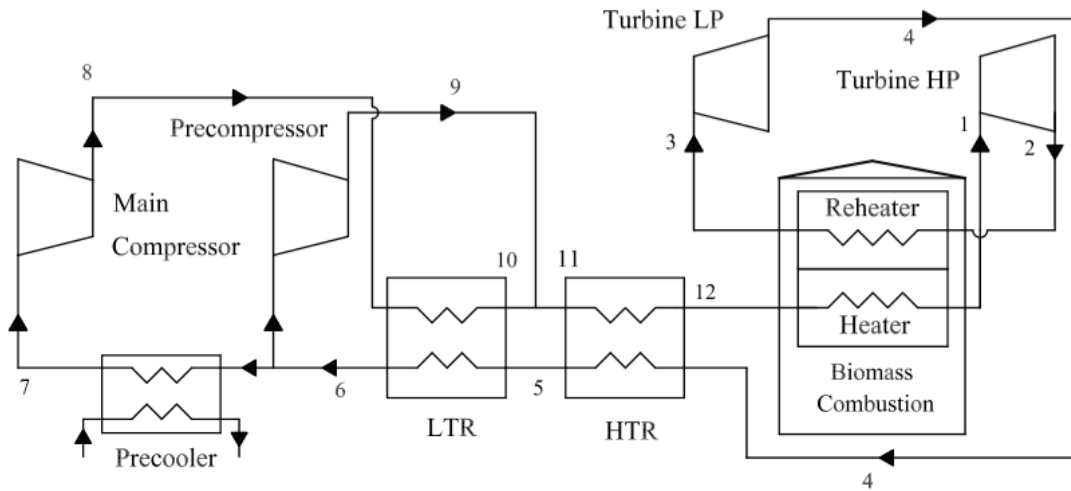 Turbine LP
4
8
9
Turbine HP
Precompressor
1
3
2
Main
Compressor
Reheater
10
11
12
Heater
7
6
5
Biomass
Combustion
LTR
HTR
Precooler
4